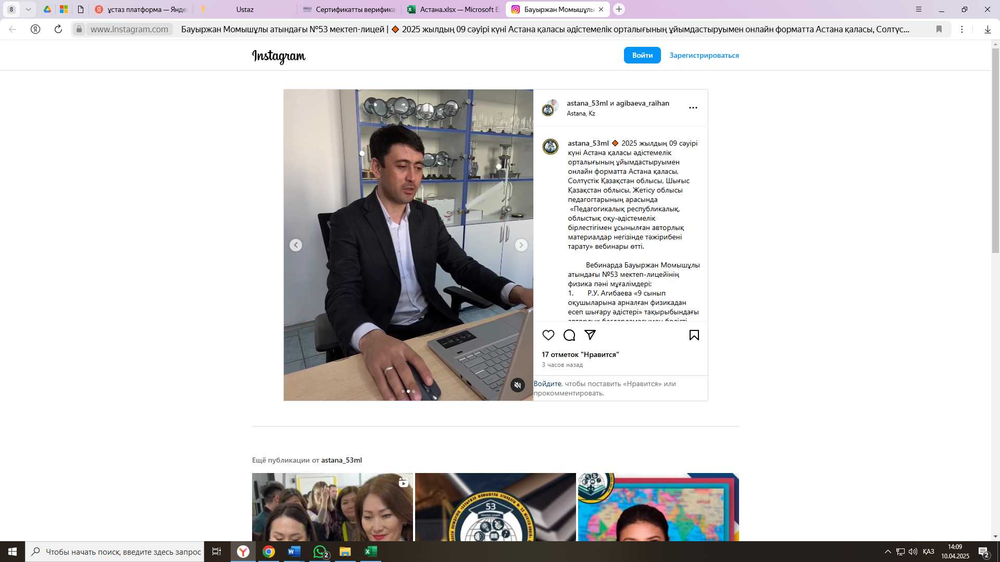 8
ұстаз платформа — Янде
Ustaz
Сертификатты верифика
Астана.xlsx — Microsoft E
Бауыржан Момышұлы
www.instagram.com
Бауыржан Момышұлы атындағы №53 мектеп-лицей | 🔶 2025 жылдың 09 сәуірі күні Астана қаласы әдістемелік орталығының ұйымдастыруымен онлайн форматта Астана қаласы, Солтүс...
Instagram
Войти
Зарегистрироваться
astana_53ml и agibaeva_raihan
Astana, Kz
astana_53ml 🔶 2025 жылдың 09 сәуірі
күні Астана қаласы әдістемелік
орталығының ұйымдастыруымен
онлайн форматта Астана қаласы,
Солтүстік Қазақстан облысы, Шығыс
Қазақстан облысы, Жетісу облысы
педагогтарының арасында
«Педагогикалық республикалық,
облыстық оқу-әдістемелік
бірлестігімен ұсынылған авторлық
материалдар негізінде тәжірибені
тарату» вебинары өтті.
Вебинарда Бауыржан Момышұлы
атындағы №53 мектеп-лицейінің
физика пәні мұғалімдері:
1. Р.У. Агибаева «9 сынып
оқушыларына арналған физикадан
есеп шығару әдістері» тақырыбындағы
авторлық бағдарламасымен бөлісті
17 отметок "Нравится"
3 часов назад
Войдите, чтобы поставить «Нравится» или
прокомментировать.
Ещё публикации от astana_53ml
53
Чтобы начать поиск, введите здесь запрос
2
ҚАЗ
14:09
10.04.2025
2